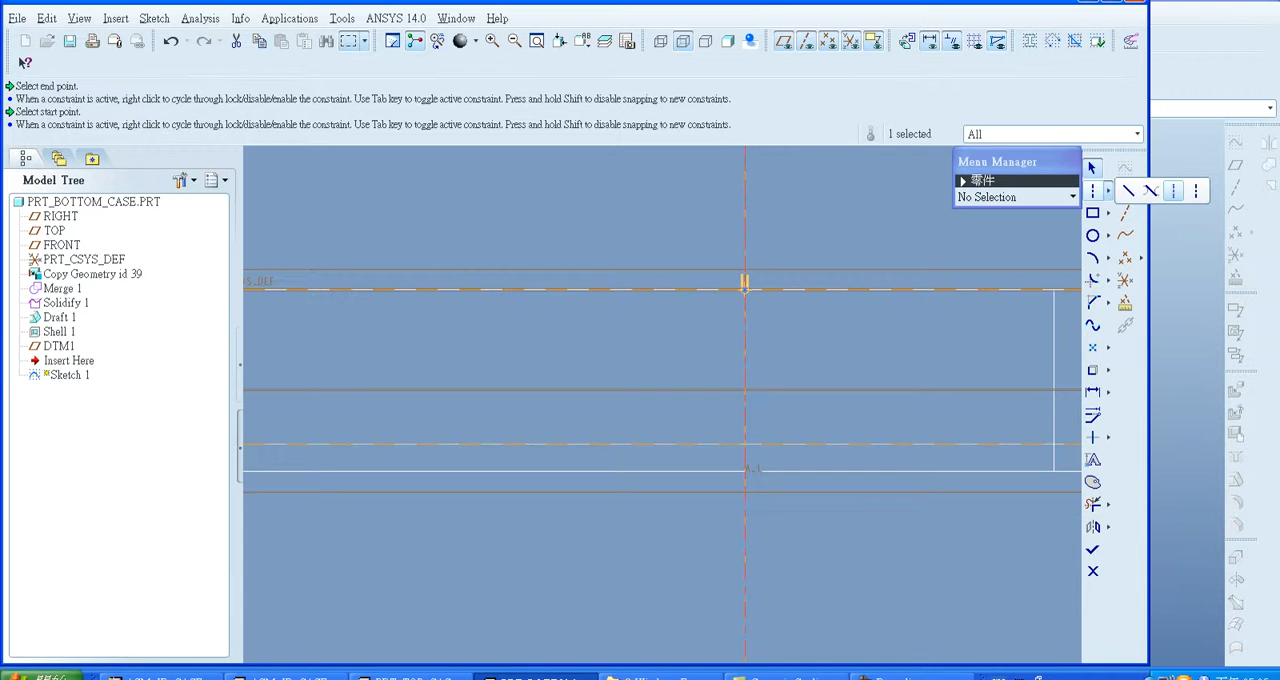 File Edit View Insert Sketch Analysis Info Applications Tools ANSYS 14.0 Window Help
Select end point.
When a constraint is active, right click to cycle through lock/disable/enable the constraint. Use Tab key to toggle active constraint. Press and hold Shift to disable snapping to new constraints.
Select start point.
When a constraint is active, right click to cycle through lock/disable/enable the constraint. Use Tab key to toggle active constraint. Press and hold Shift to disable snapping to new constraints.
1 selected All
Menu Manager
零件
No Selection
Model Tree
PRT_BOTTOM_CASE.PRT
RIGHT
TOP
FRONT
PRT_CSYS_DEF
Copy Geometry id 39
Merge 1
Solidify 1
Draft 1
Shell 1
DTM1
Insert Here
Sketch 1
S_DEF